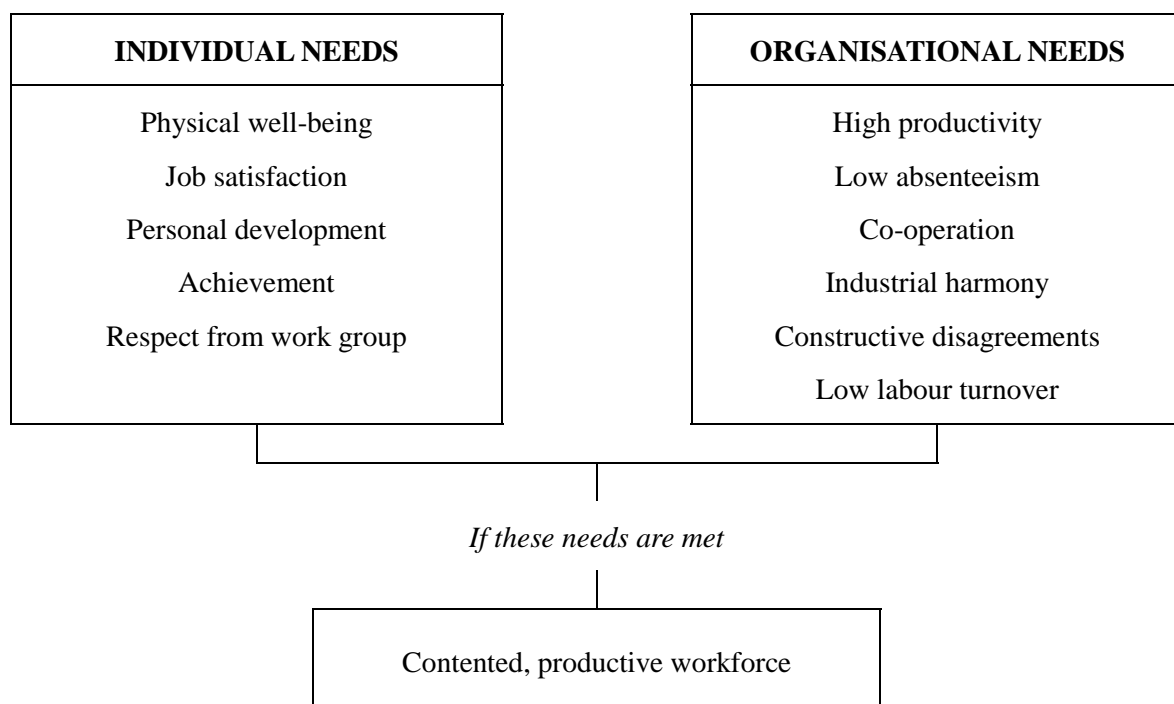 INDIVIDUAL NEEDS
Physical well-being
Job satisfaction
Personal development
Achievement
Respect from work group
ORGANISATIONAL NEEDS
High productivity
Low absenteeism
Co-operation
Industrial harmony
Constructive disagreements
Low labour turnover
If these needs are met
Contented, productive workforce